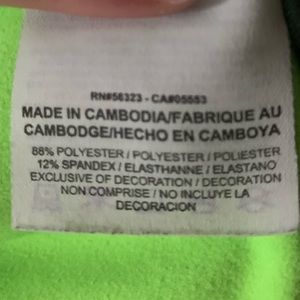 RN#56323 - CA#05553
MADE IN CAMBODIA/FABRIQUE AU
CAMBODGE/HECHO EN CAMBOYA
88% POLYESTER / POLYESTER / POLIESTER
12% SPANDEX / ELASTHANNE / ELASTANO
EXCLUSIVE OF DECORATION / DECORATION
NON COMPRISE / NO INCLUYE LA
DECORACION